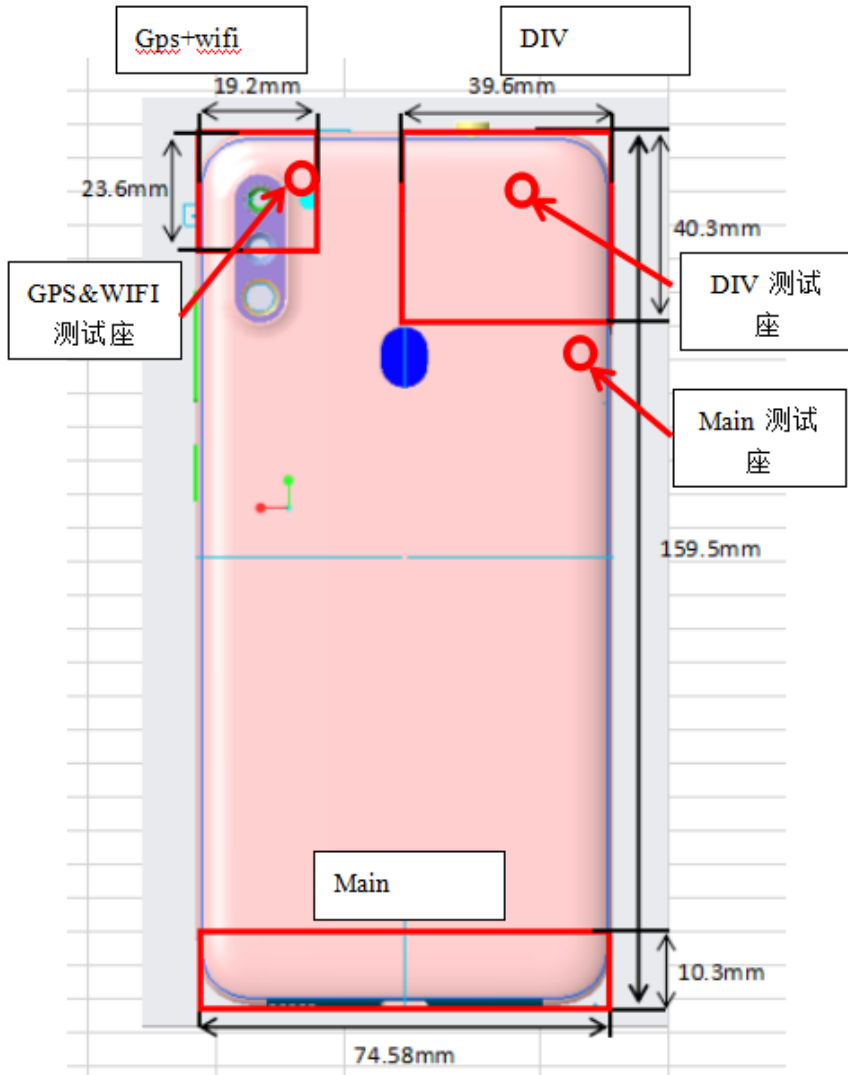 Gps+wifi
DIV
19.2mm
39.6mm
23.6mm
40.3mm
GPS&WIFI
测试座
DIV 测试
座
Main 测试
座
159.5mm
Main
10.3mm
74.58mm